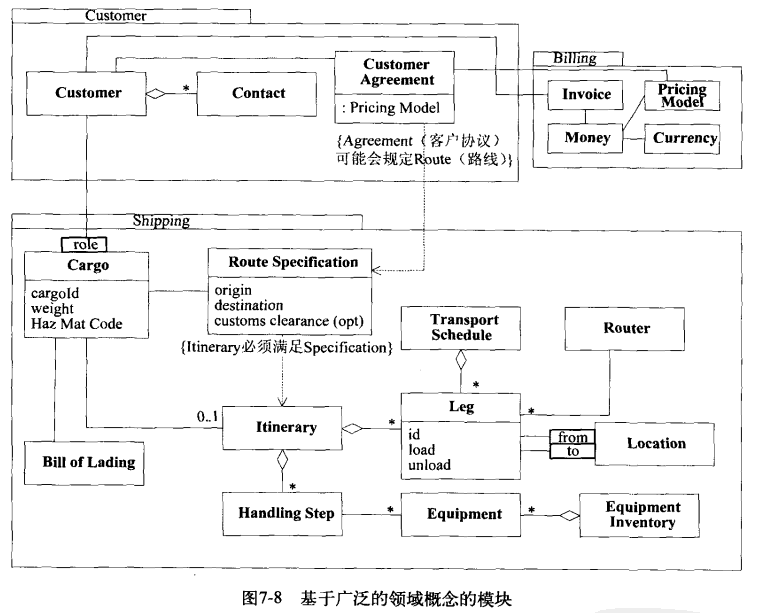 Customer
Customer
Contact
*
Customer
Agreement
: Pricing Model
{Agreement（客户协议）
可能会规定Route（路线）}
Billing
Invoice
Pricing
Model
Money
Currency
Shipping
role
Cargo
cargoId
weight
Haz Mat Code
Route Specification
origin
destination
customs clearance (opt)
{Itinerary必须满足Specification}
Transport
Schedule
*
Router
*
0..1
Itinerary
*
Leg
id
load
unload
from
to
Location
Bill of Lading
*
Handling Step
*
Equipment
*
Equipment
Inventory
图7-8 基于广泛的领域概念的模块